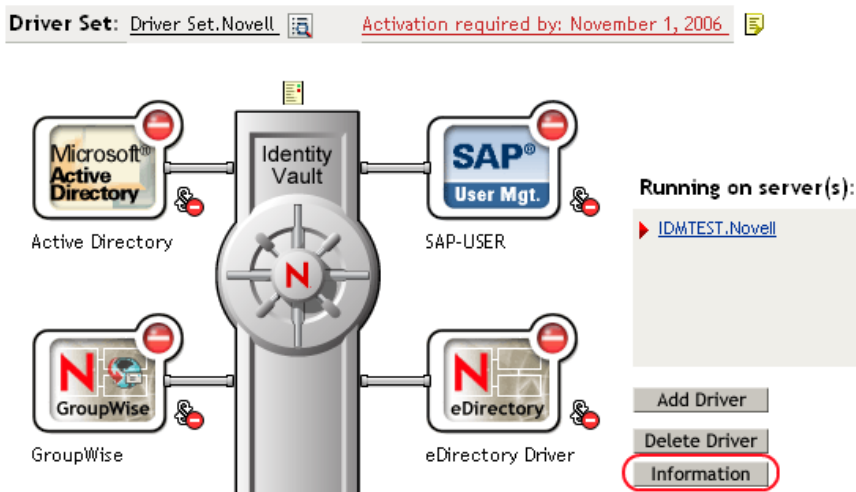 Driver Set: Driver Set.Novell Activation required by: November 1, 2006
Microsoft®
Active
Directory
Active Directory
Identity
Vault
N
SAP®
User Mgt.
SAP-USER
Running on server(s):
IDMTEST.Novell
N
GroupWise
GroupWise
N
eDirectory
eDirectory Driver
Add Driver
Delete Driver
Information